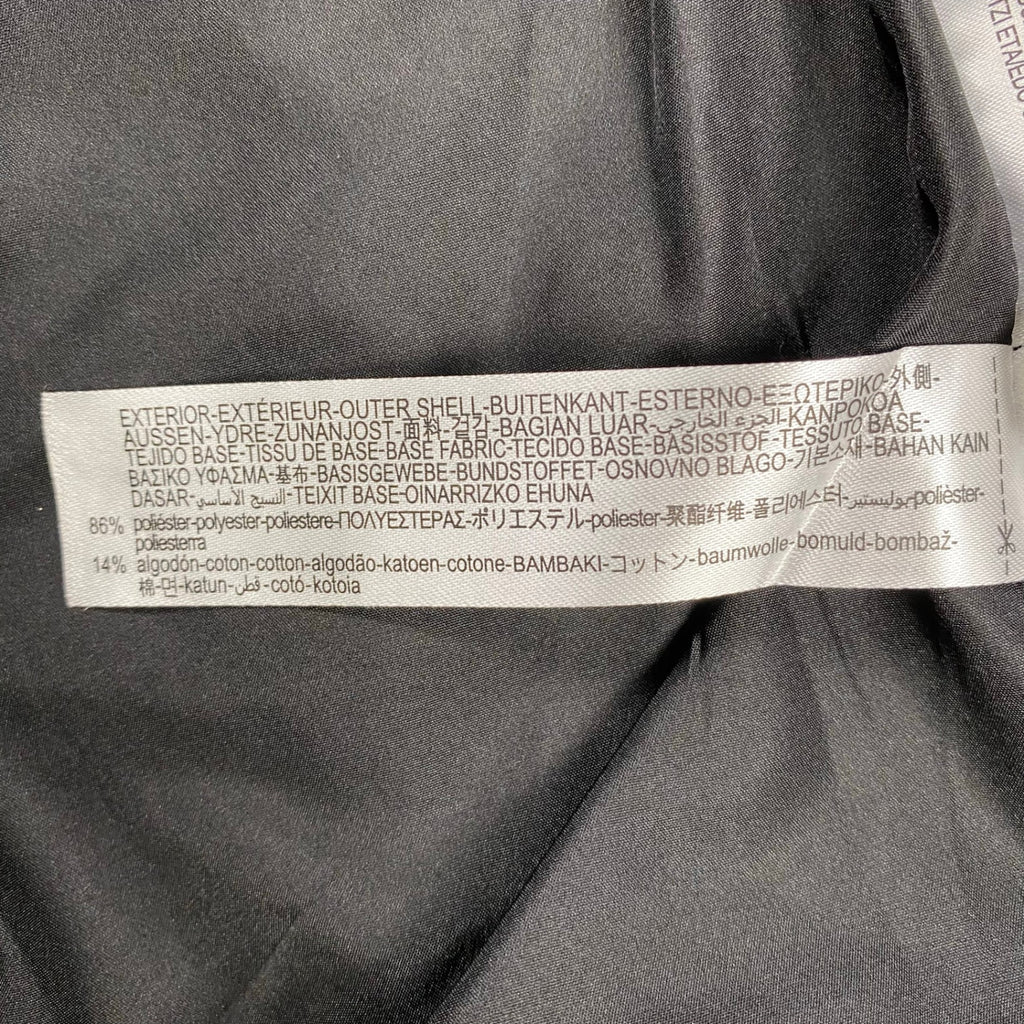 EXTERIOR-EXTÉRIEUR-OUTER SHELL-BUITENKANT-ESTERNO-ΕΞΩΤΕΡΙΚΟ-外側-
AUSSEN-YDRE-ZUNANJOST-面料-겉감-BAGIAN LUAR-الجزء الخارجي-KANPOKOA
TEJIDO BASE-TISSU DE BASE-BASE FABRIC-TECIDO BASE-BASISSTOF-TESSUTO BASE-
ΒΑΣΙΚΟ ΥΦΑΣΜΑ-基布-BASISGEWEBE-BUNDSTOFFET-OSNOVNO BLAGO-기본소재-BAHAN KAIN
DASAR-النسيج الأساسي-TEIXIT BASE-OINARRIZKO EHUNA
86% poliéster-polyester-poliestere-ΠΟΛΥΕΣΤΕΡΑΣ-ポリエステル-poliester-聚酯纤维-폴리에스터-بوليستير-polièster-
poliesterra
14% algodón-coton-cotton-algodão-katoen-cotone-BAMBAKI-コットン-baumwolle-bomuld-bombaž-
棉-면-katun-قطن-cotó-kotoia